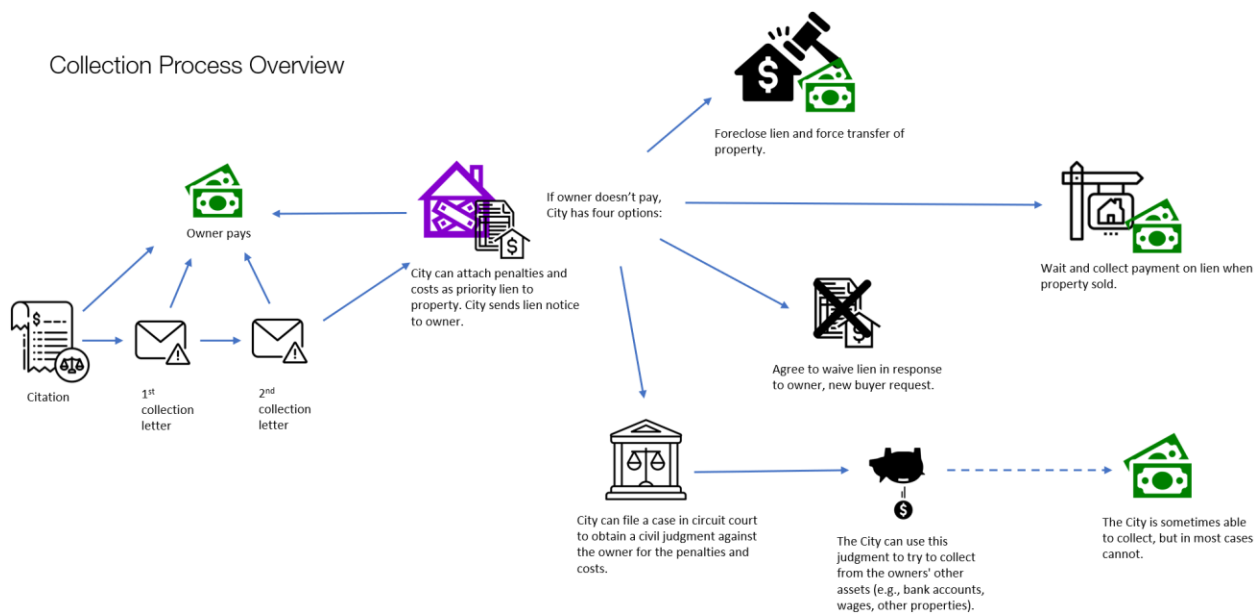 Collection Process Overview
Foreclose lien and force transfer of
property.
If owner doesn’t pay,
City has four options:
Owner pays
Wait and collect payment on lien when
property sold.
City can attach penalties and
costs as priority lien to
property. City sends lien notice
to owner.
Citation
1st
collection
letter
2nd
collection
letter
Agree to waive lien in response
to owner, new buyer request.
City can file a case in circuit court
to obtain a civil judgment against
the owner for the penalties and
costs.
The City can use this
judgment to try to collect
from the owners' other
assets (e.g., bank accounts,
wages, other properties).
The City is sometimes able
to collect, but in most cases
cannot.